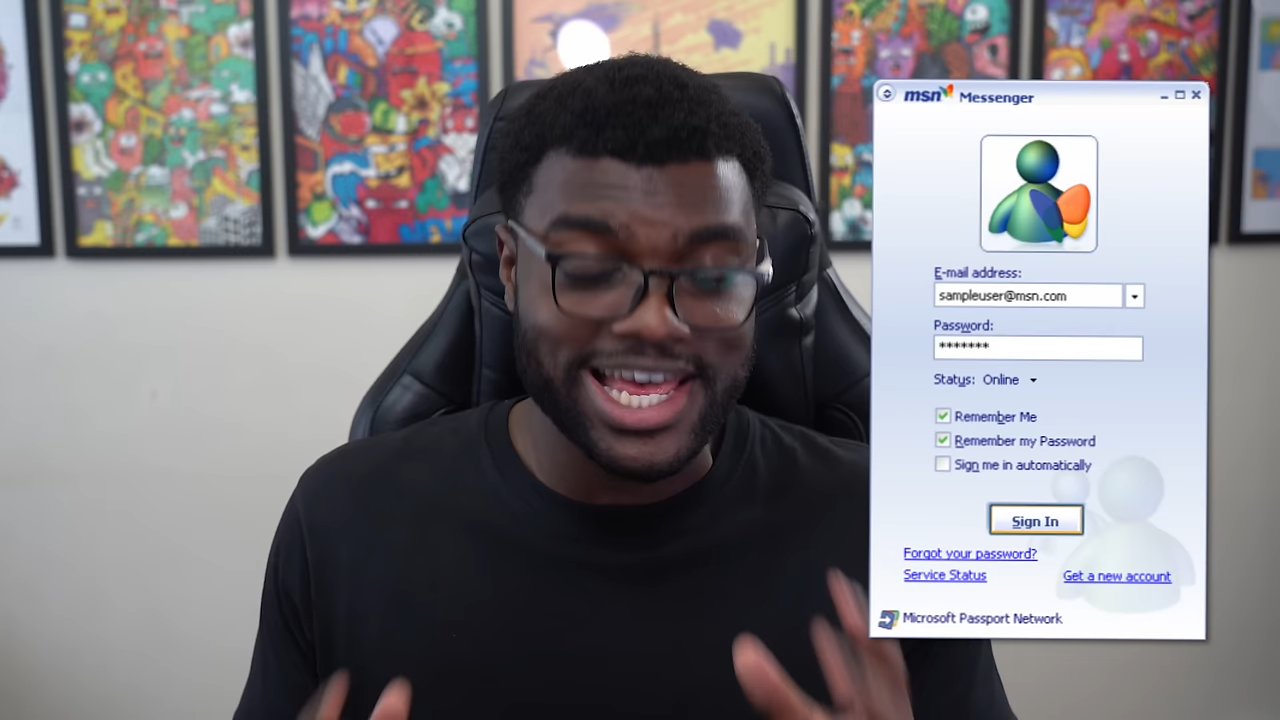 msn Messenger
E-mail address:
sampleuser@msn.com
Password:
*******
Status: Online
Remember Me
Remember my Password
Sign me in automatically
Sign In
Forgot your password?
Service Status
Get a new account
Microsoft Passport Network